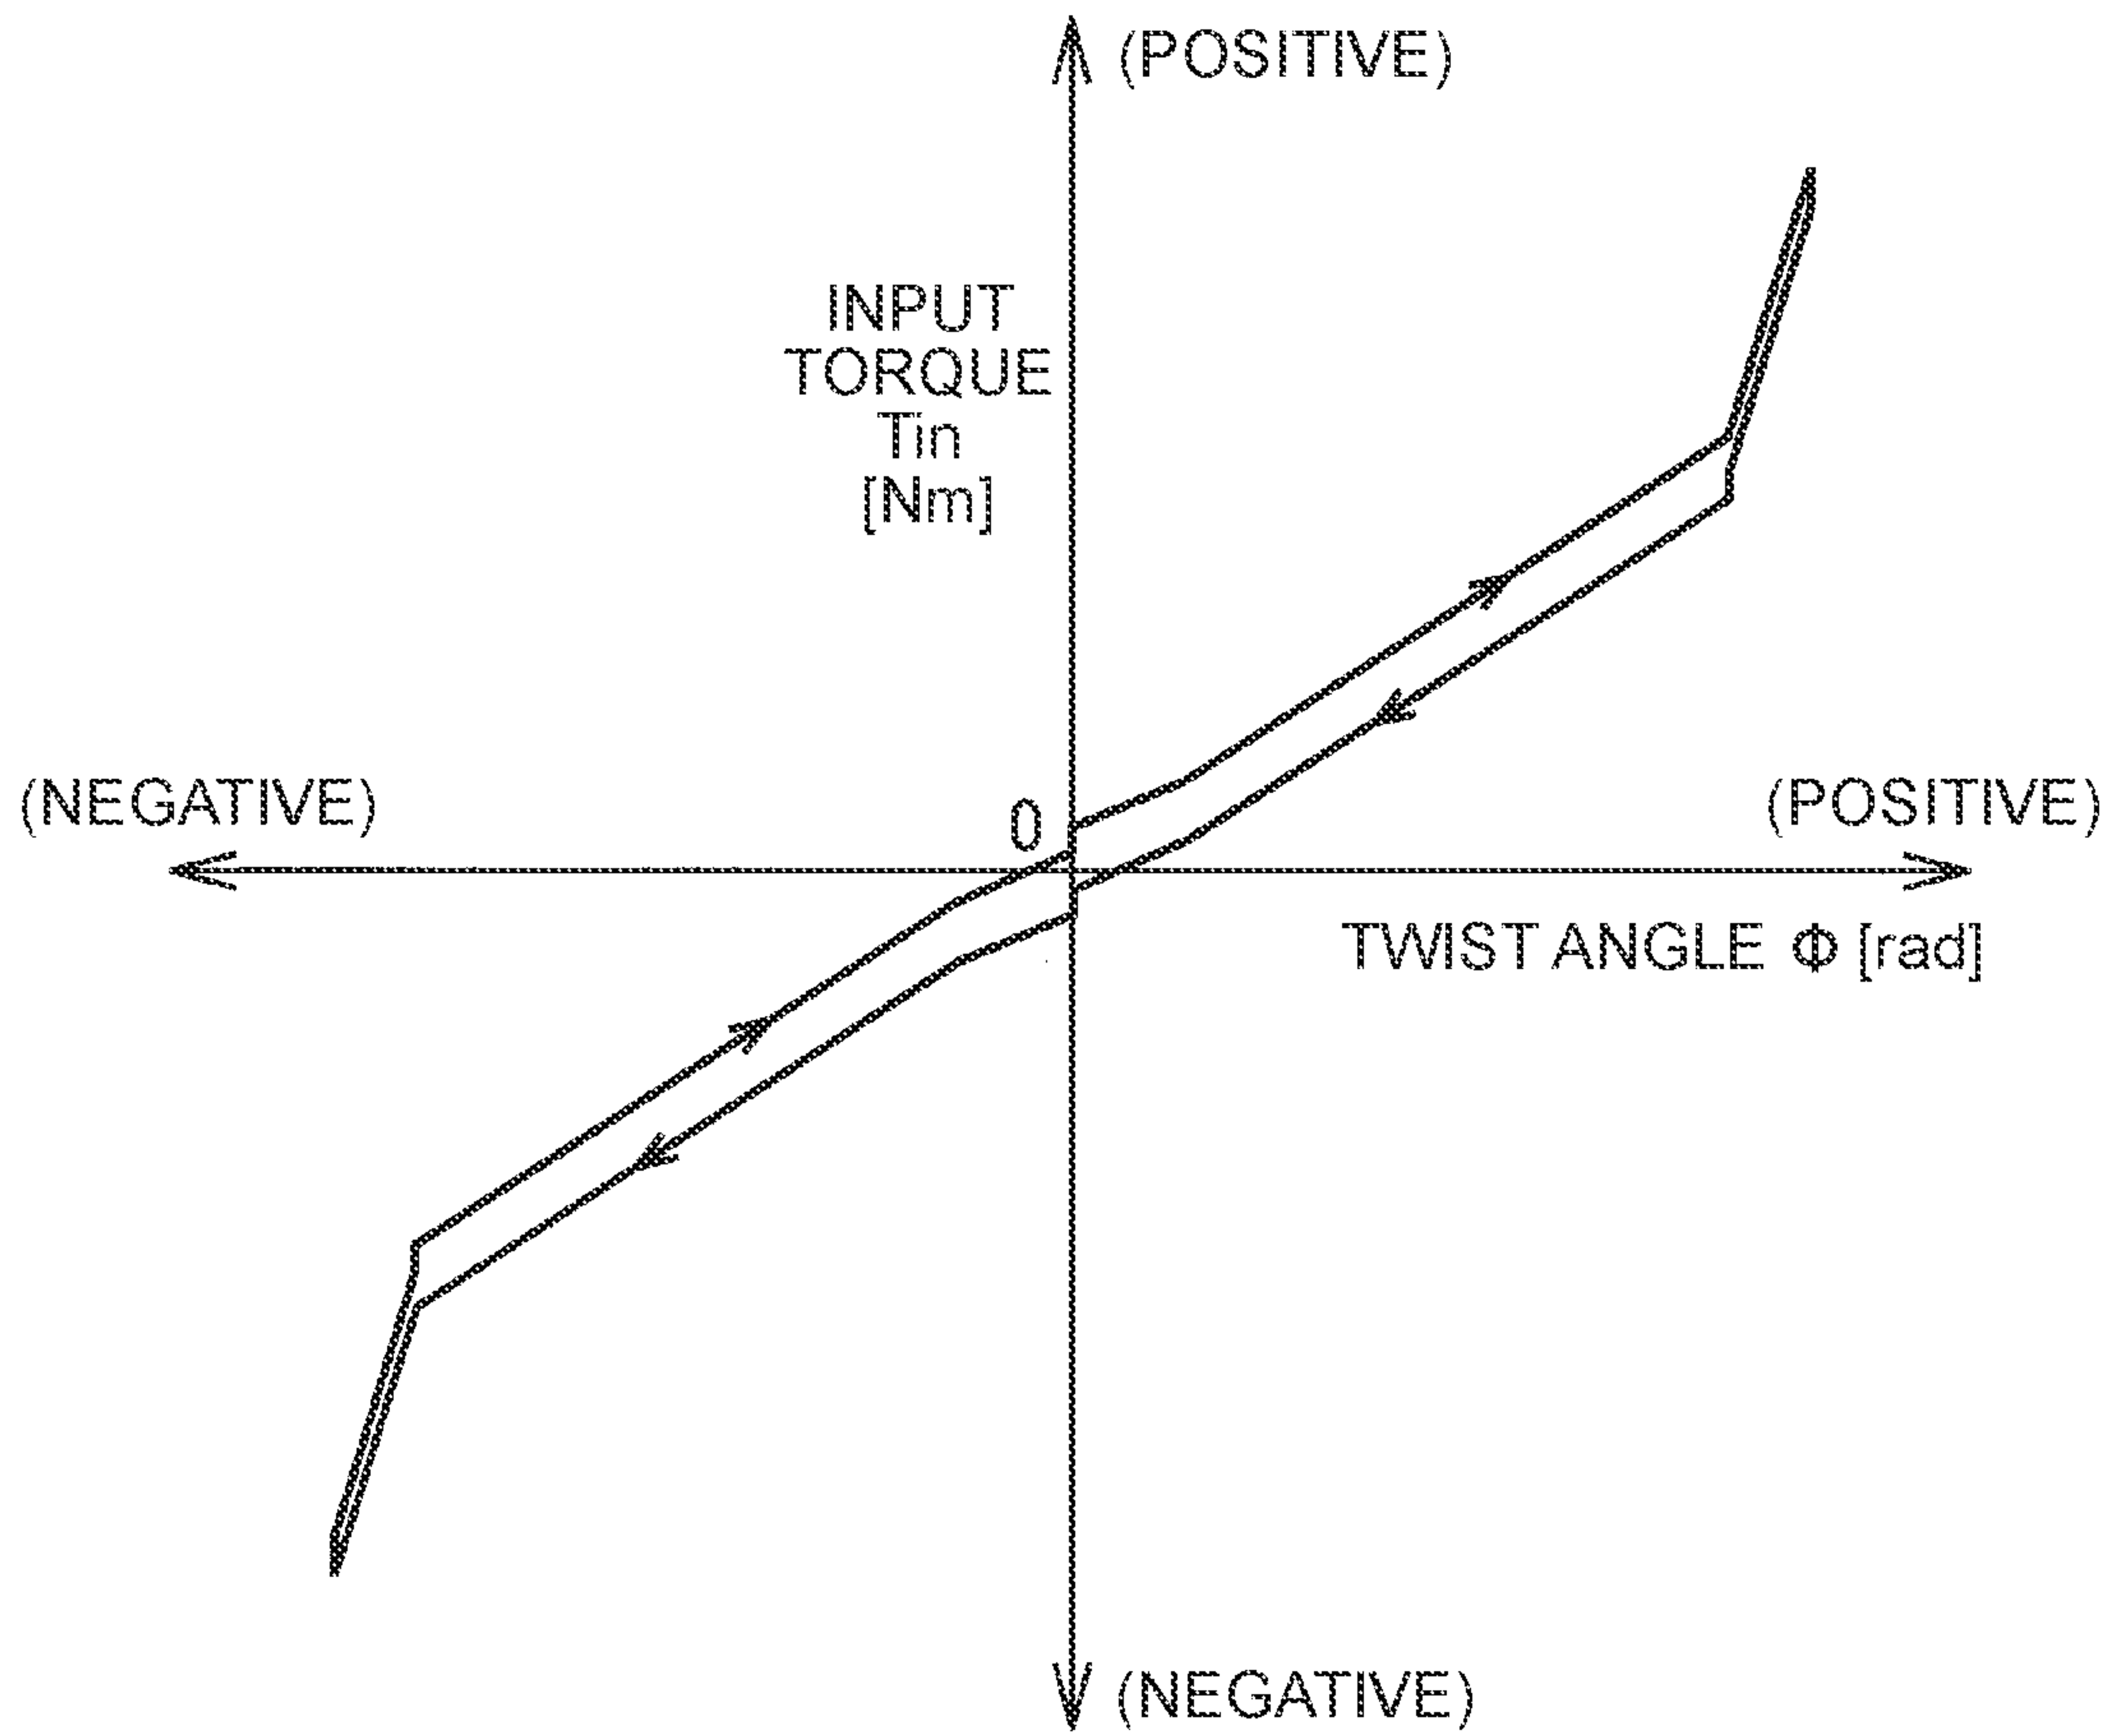 (POSITIVE)
INPUT
TORQUE
Tin
[Nm]
(NEGATIVE)
0
(POSITIVE)
TWIST ANGLE Φ [rad]
(NEGATIVE)